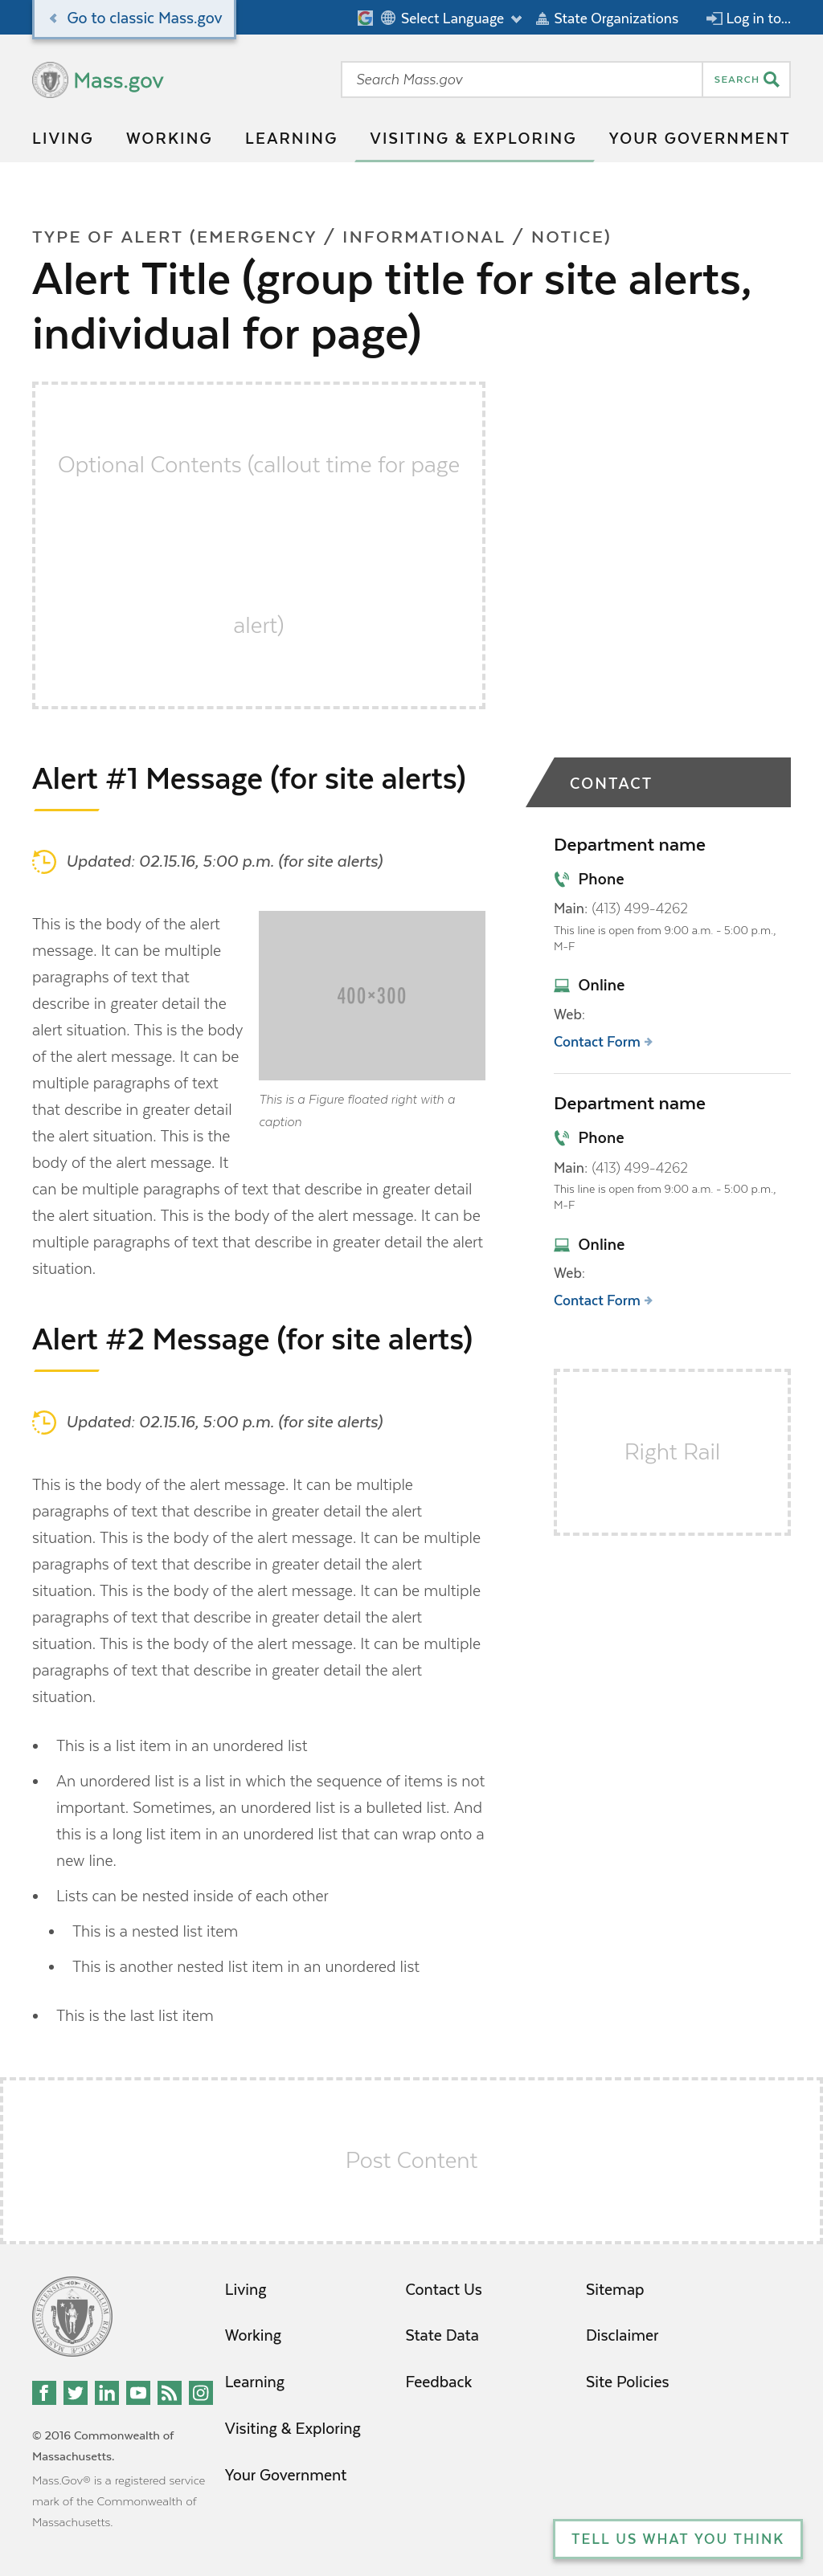 Go to classic Mass.gov
Select Language
State Organizations
Log in to...
Mass.gov
Search Mass.gov
SEARCH
LIVING
WORKING
LEARNING
VISITING & EXPLORING
YOUR GOVERNMENT
TYPE OF ALERT (EMERGENCY / INFORMATIONAL / NOTICE)
Alert Title (group title for site alerts,
individual for page)
Optional Contents (callout time for page
alert)
Alert #1 Message (for site alerts)
Updated: 02.15.16, 5:00 p.m. (for site alerts)
This is the body of the alert
message. It can be multiple
paragraphs of text that
describe in greater detail the
alert situation. This is the body
of the alert message. It can be
multiple paragraphs of text
that describe in greater detail
the alert situation. This is the
body of the alert message. It
can be multiple paragraphs of text that describe in greater detail
the alert situation. This is the body of the alert message. It can be
multiple paragraphs of text that describe in greater detail the alert
situation.
400×300
This is a Figure floated right with a
caption
Alert #2 Message (for site alerts)
Updated: 02.15.16, 5:00 p.m. (for site alerts)
This is the body of the alert message. It can be multiple
paragraphs of text that describe in greater detail the alert
situation. This is the body of the alert message. It can be multiple
paragraphs of text that describe in greater detail the alert
situation. This is the body of the alert message. It can be multiple
paragraphs of text that describe in greater detail the alert
situation. This is the body of the alert message. It can be multiple
paragraphs of text that describe in greater detail the alert
situation.
• This is a list item in an unordered list
• An unordered list is a list in which the sequence of items is not
important. Sometimes, an unordered list is a bulleted list. And
this is a long list item in an unordered list that can wrap onto a
new line.
• Lists can be nested inside of each other
• This is a nested list item
• This is another nested list item in an unordered list
• This is the last list item
CONTACT
Department name
Phone
Main: (413) 499-4262
This line is open from 9:00 a.m. - 5:00 p.m.,
M-F
Online
Web:
Contact Form
Department name
Phone
Main: (413) 499-4262
This line is open from 9:00 a.m. - 5:00 p.m.,
M-F
Online
Web:
Contact Form
Right Rail
Post Content
© 2016 Commonwealth of
Massachusetts.
Mass.Gov® is a registered service
mark of the Commonwealth of
Massachusetts.
Living
Working
Learning
Visiting & Exploring
Your Government
Contact Us
State Data
Feedback
Sitemap
Disclaimer
Site Policies
TELL US WHAT YOU THINK